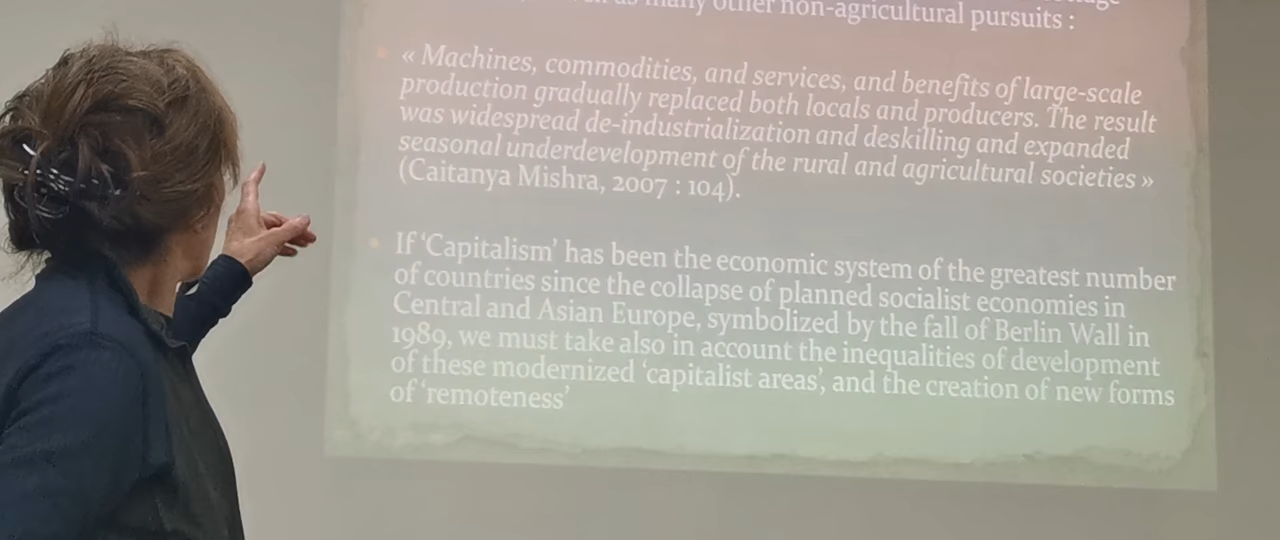 as many other non-agricultural pursuits :
« Machines, commodities, and services, and benefits of large-scale
production gradually replaced both locals and producers. The result
was widespread de-industrialization and deskilling and expanded
seasonal underdevelopment of the rural and agricultural societies »
(Caitanya Mishra, 2007 : 104).
If ‘Capitalism’ has been the economic system of the greatest number
of countries since the collapse of planned socialist economies in
Central and Asian Europe, symbolized by the fall of Berlin Wall in
1989, we must take also in account the inequalities of development
of these modernized ‘capitalist areas’, and the creation of new forms
of ‘remoteness’